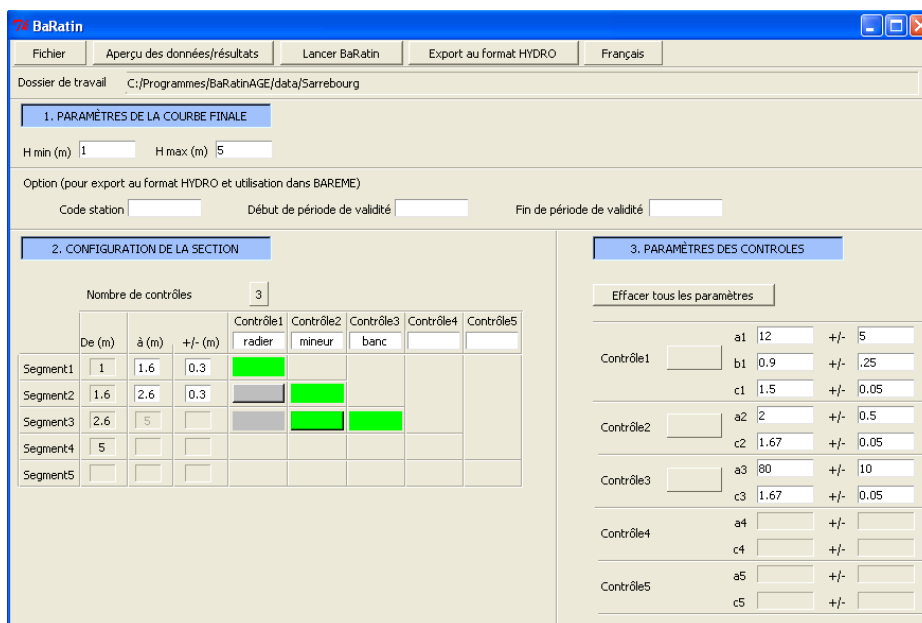 BaRatin
Fichier Aperçu des données/résultats Lancer BaRatin Export au format HYDRO Français
Dossier de travail C:/Programmes/BaRatinAGE/data/Sarrebourg
1. PARAMÈTRES DE LA COURBE FINALE
H min (m) 1 H max (m) 5
Option (pour export au format HYDRO et utilisation dans BAREME)
Code station Début de période de validité Fin de période de validité
2. CONFIGURATION DE LA SECTION
Nombre de contrôles 3
Contrôle1 Contrôle2 Contrôle3 Contrôle4 Contrôle5
De (m) à (m) +/- (m) radier mineur banc
Segment1 1 1.6 0.3
Segment2 1.6 2.6 0.3
Segment3 2.6 5
Segment4 5
Segment5
3. PARAMÈTRES DES CONTROLES
Effacer tous les paramètres
Contrôle1
a1 12 +/- 5
b1 0.9 +/- .25
c1 1.5 +/- 0.05
Contrôle2
a2 2 +/- 0.5
c2 1.67 +/- 0.05
Contrôle3
a3 80 +/- 10
c3 1.67 +/- 0.05
Contrôle4
a4 +/-
c4 +/-
Contrôle5
a5 +/-
c5 +/-